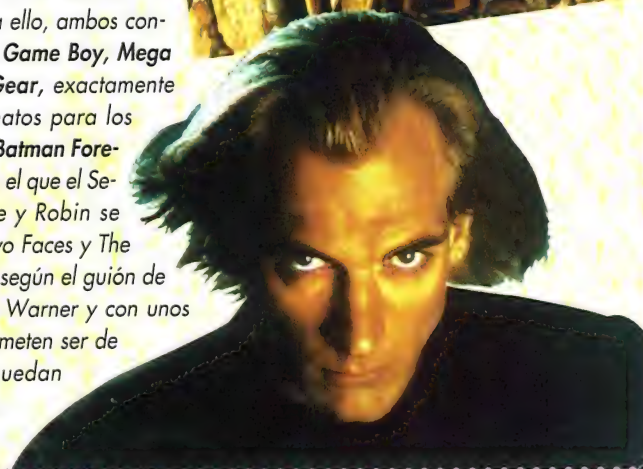 a ello, ambos con-
Game Boy, Mega
Gear, exactamente
atos para los
Batman Fore-
el que el Se-
e y Robin se
vo Faces y The
según el guión de
Warner y con unos
meten ser de
uedan